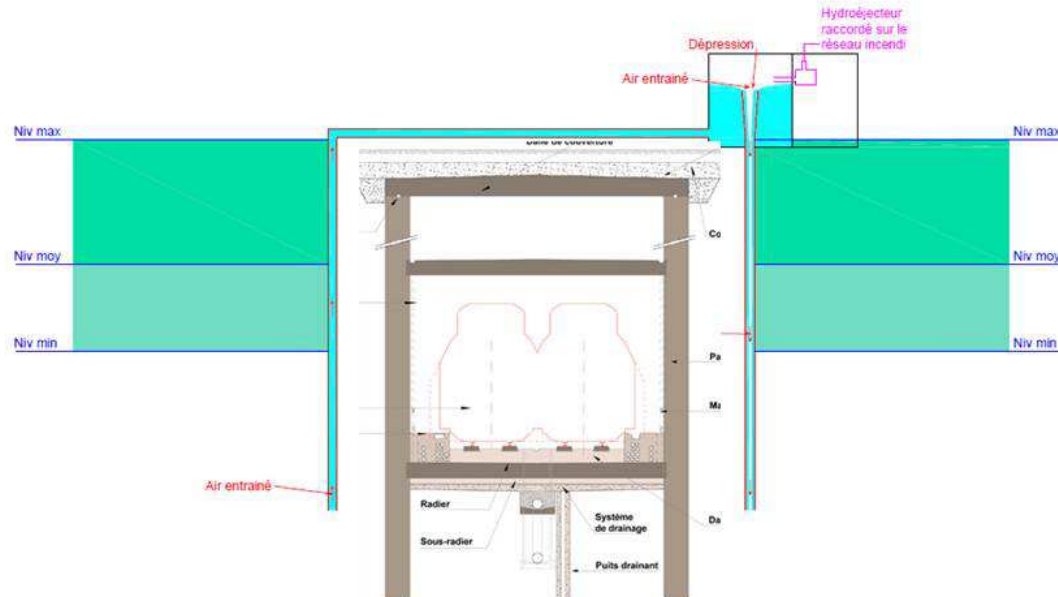 Hydroéjecteur
raccordé sur le
réseau incendi
Dépression
Air entrainé
Niv max
Niv max
Dalle de couverture
Co
Niv moy
Niv moy
Niv min
Niv min
Pa
Ma
Air entrainé
Radier
Système
de drainage
Da
Sous-radier
Puits drainant